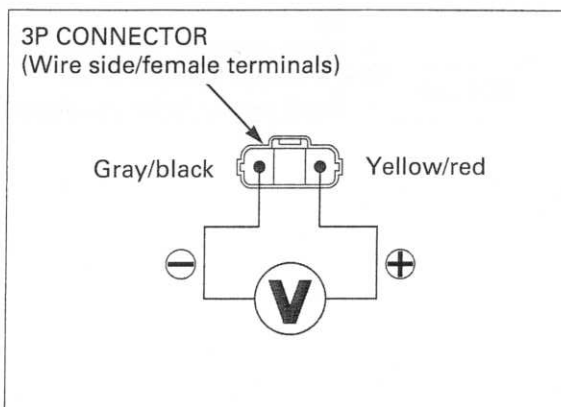 3P CONNECTOR
(Wire side/female terminals)
Gray/black
Yellow/red
−
+
V